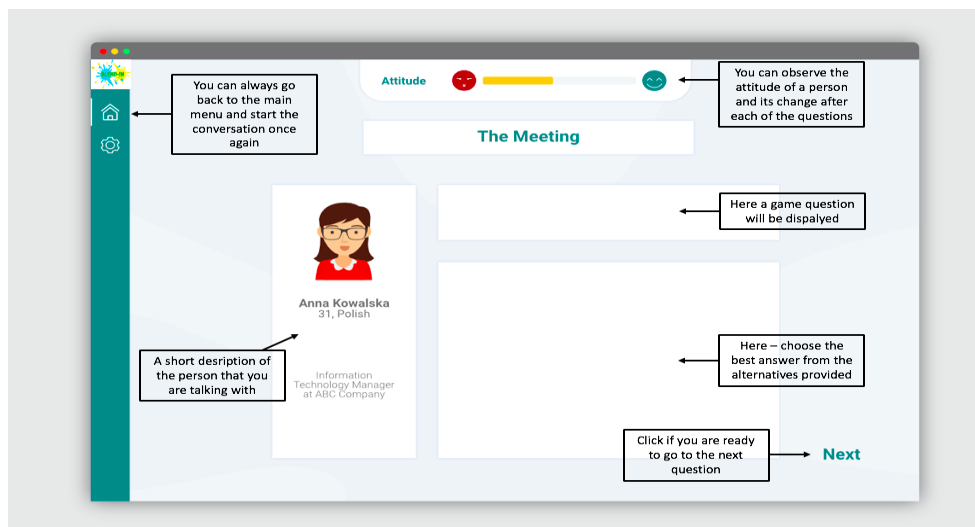 You can always go
back to the main
menu and start the
conversation once
again
Attitude
You can observe the
attitude of a person
and its change after
each of the questions
The Meeting
Here a game question
will be dispalyed
Anna Kowalska
31, Polish
A short desription of
the person that you
are talking with
Information
Technology Manager
at ABC Company
Here – choose the
best answer from the
alternatives provided
Click if you are ready
to go to the next
question
Next